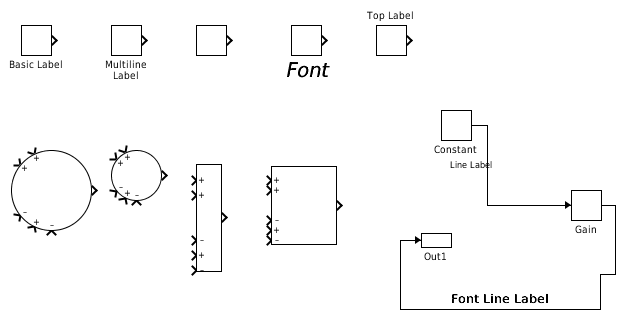 Top Label
Basic Label
Multiline
Label
Font
Constant
Line Label
+
+
-
+
-
+
+
-
+
-
+
+
-
+
-
+
+
-
+
-
Gain
Out1
Font Line Label